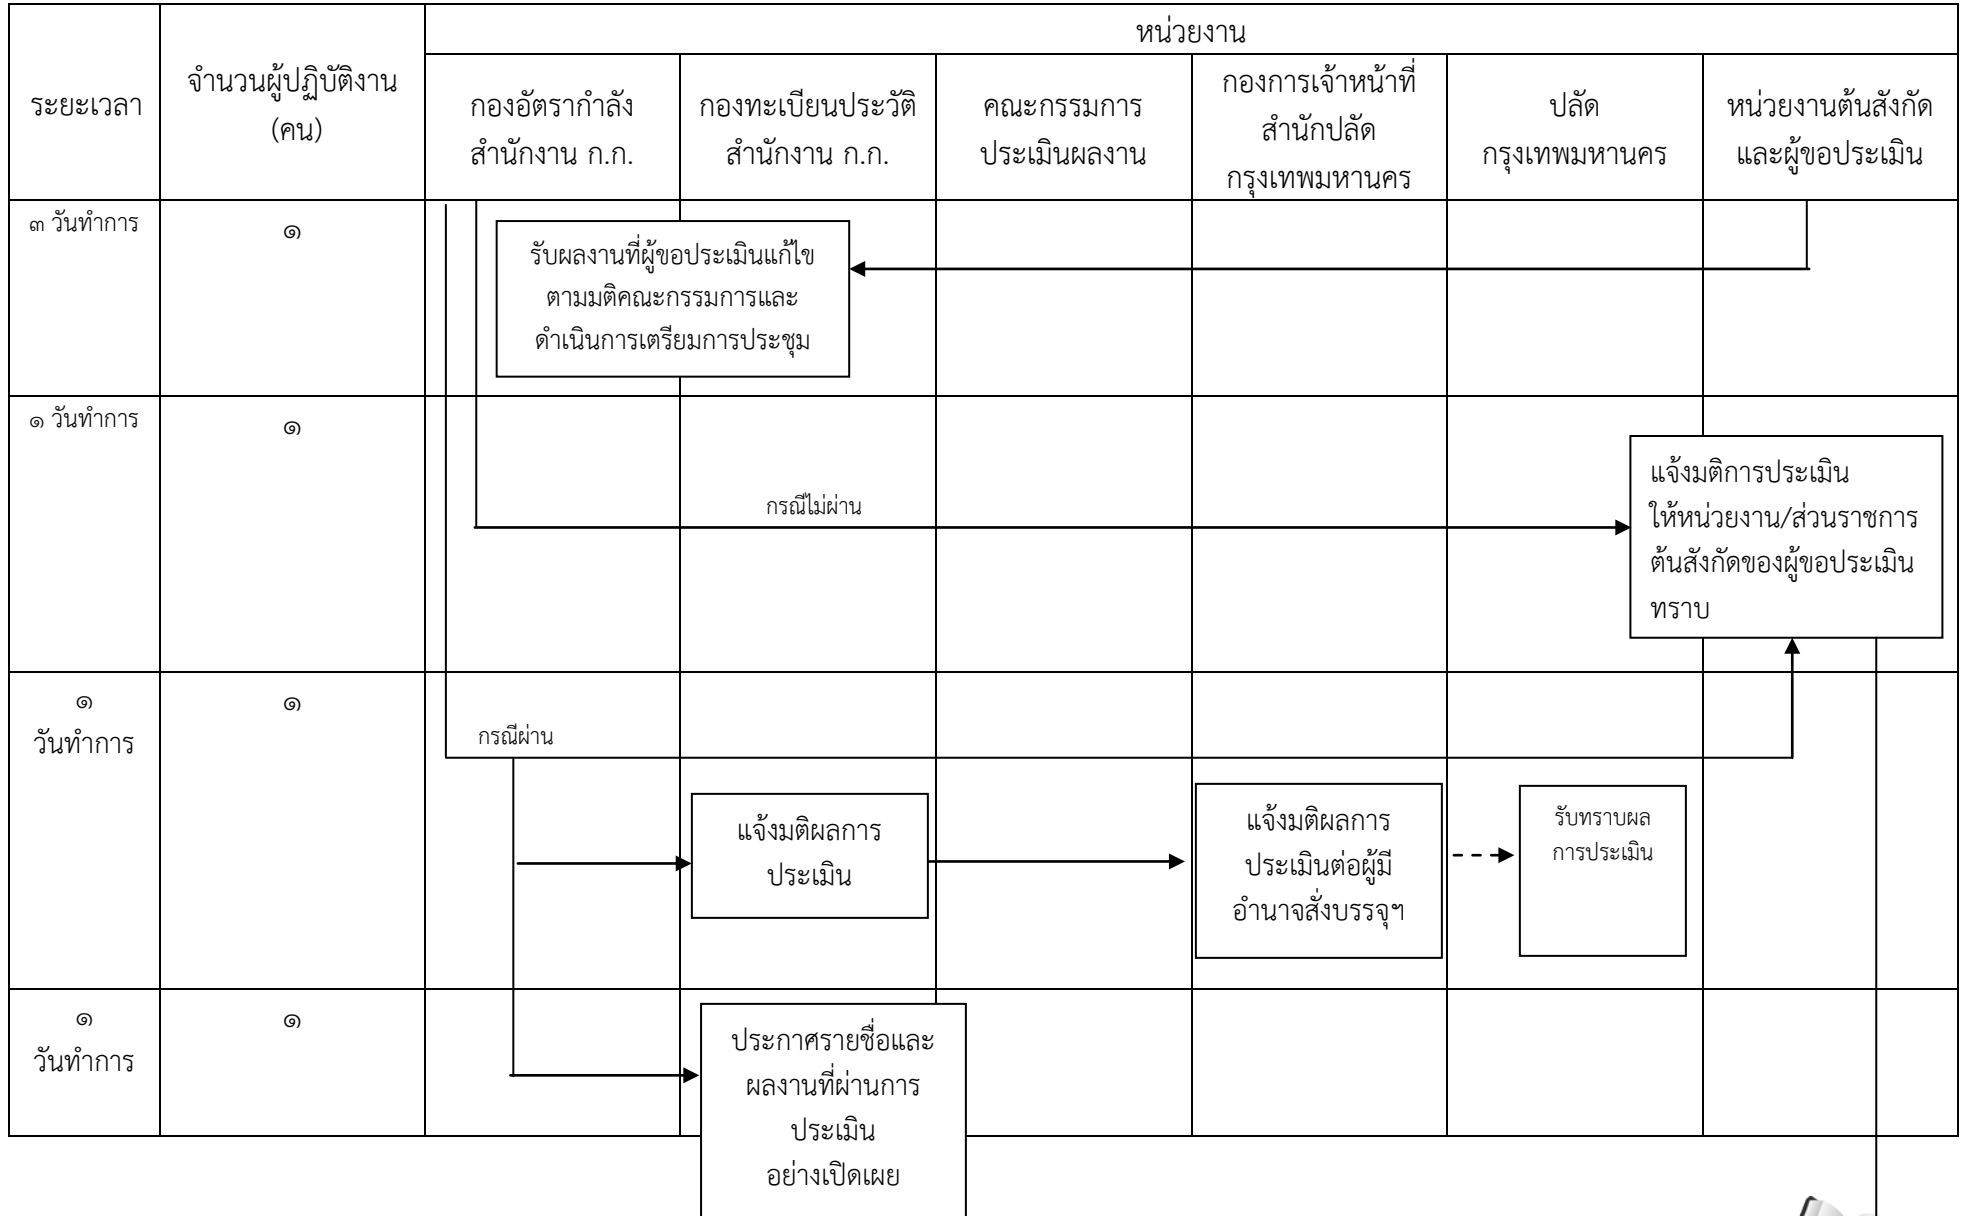 หน่วยงาน
ระยะเวลา
จำนวนผู้ปฏิบัติงาน
(คน)
กองอัตรากำลัง
สำนักงาน ก.ก.
กองทะเบียนประวัติ
สำนักงาน ก.ก.
คณะกรรมการ
ประเมินผลงาน
กองการเจ้าหน้าที่
สำนักปลัด
กรุงเทพมหานคร
ปลัด
กรุงเทพมหานคร
หน่วยงานต้นสังกัด
และผู้ขอประเมิน
๓ วันทำการ
๑
รับผลงานที่ผู้ขอประเมินแก้ไข
ตามมติคณะกรรมการและ
ดำเนินการเตรียมการประชุม
๑ วันทำการ
๑
กรณีไม่ผ่าน
แจ้งมติการประเมิน
ให้หน่วยงาน/ส่วนราชการ
ต้นสังกัดของผู้ขอประเมิน
ทราบ
๑
วันทำการ
๑
กรณีผ่าน
แจ้งมติผลการ
ประเมิน
แจ้งมติผลการ
ประเมินต่อผู้มี
อำนาจสั่งบรรจุฯ
รับทราบผล
การประเมิน
๑
วันทำการ
๑
ประกาศรายชื่อและ
ผลงานที่ผ่านการ
ประเมิน
อย่างเปิดเผย